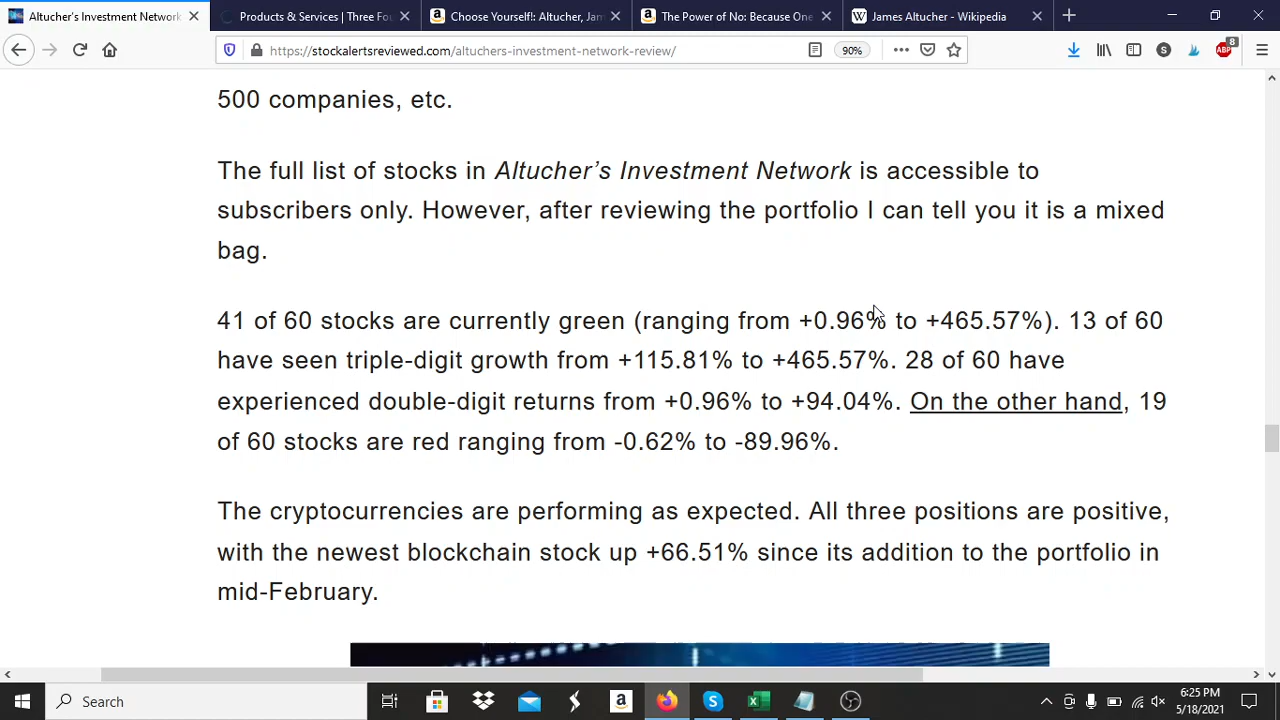 Altucher's Investment Network
Products & Services | Three Fou
Choose Yourself!: Altucher, Jam
The Power of No: Because One
James Altucher - Wikipedia
https://stockalertsreviewed.com/altuchers-investment-network-review/
90%
ABP
8
500 companies, etc.
The full list of stocks in Altucher's Investment Network is accessible to
subscribers only. However, after reviewing the portfolio I can tell you it is a mixed
bag.
41 of 60 stocks are currently green (ranging from +0.96% to +465.57%). 13 of 60
have seen triple-digit growth from +115.81% to +465.57%. 28 of 60 have
experienced double-digit returns from +0.96% to +94.04%. On the other hand, 19
of 60 stocks are red ranging from -0.62% to -89.96%.
The cryptocurrencies are performing as expected. All three positions are positive,
with the newest blockchain stock up +66.51% since its addition to the portfolio in
mid-February.
Search
6:25 PM
5/18/2021